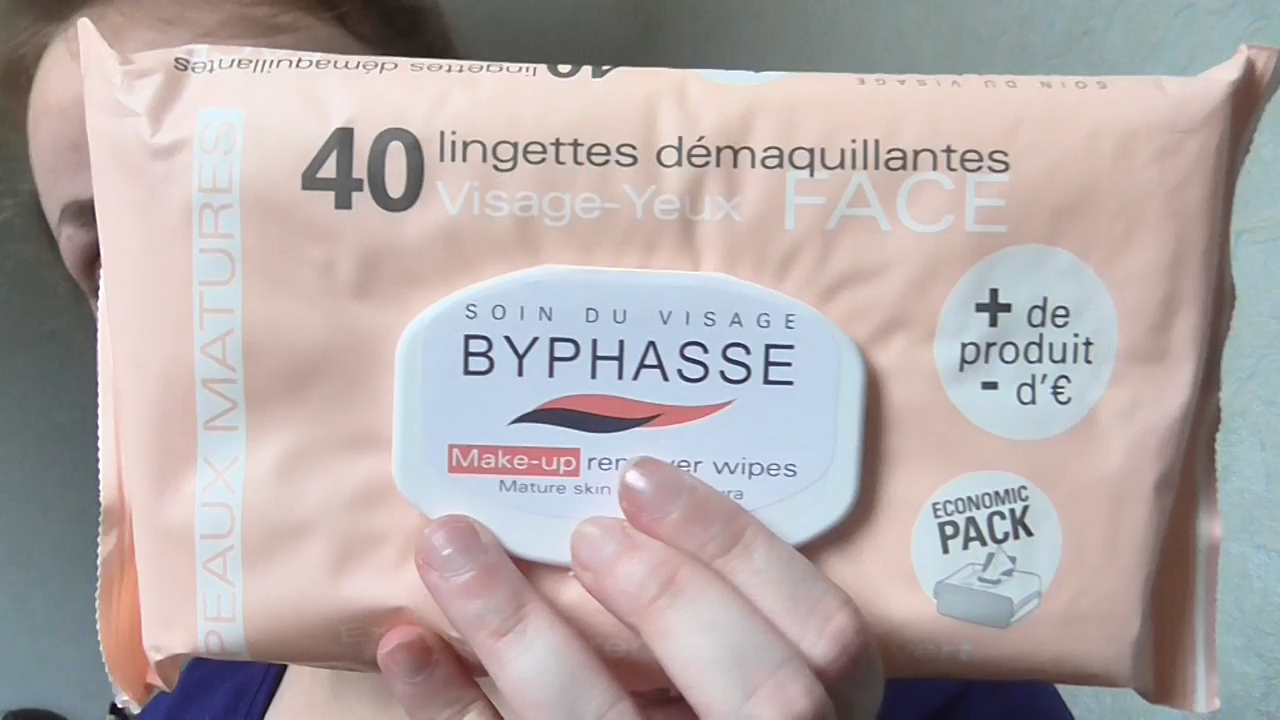 40 lingettes démaquillantes
SOIN DU VISAGE
PEAUX MATURES
40 lingettes démaquillantes
Visage-Yeux FACE
SOIN DU VISAGE
BYPHASSE
Make-up remover wipes
Mature skin
+ de
produit
- d'€
ECONOMIC
PACK